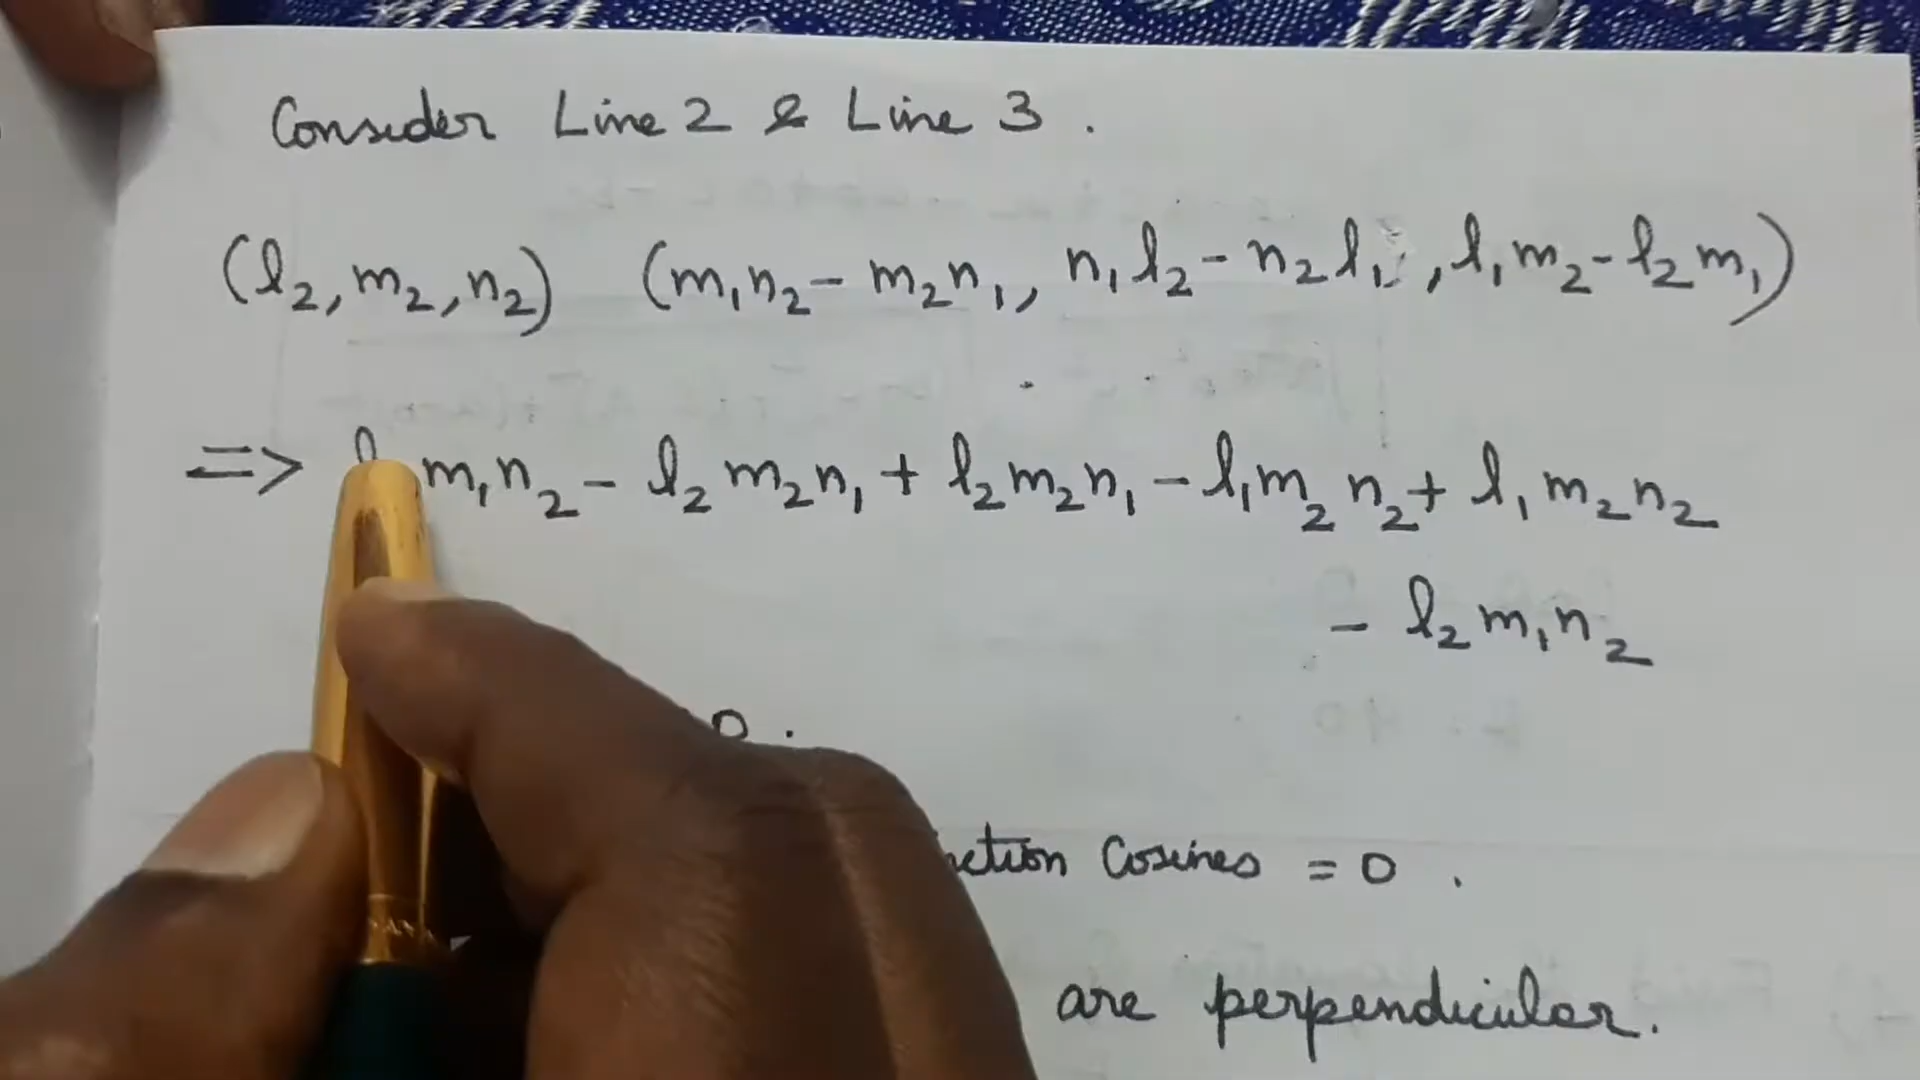 Consider Line 2 & Line 3 .
(l₂, m₂, n₂) (m₁n₂ - m₂n₁, n₁l₂ - n₂l₁, l₁m₂ - l₂m₁)
=> l m₁n₂ - l₂m₂n₁ + l₂m₂n₁ - l₁m₂n₂ + l₁m₂n₂
- l₂m₁n₂
0 .
Cosines = 0 .
are perpendicular.